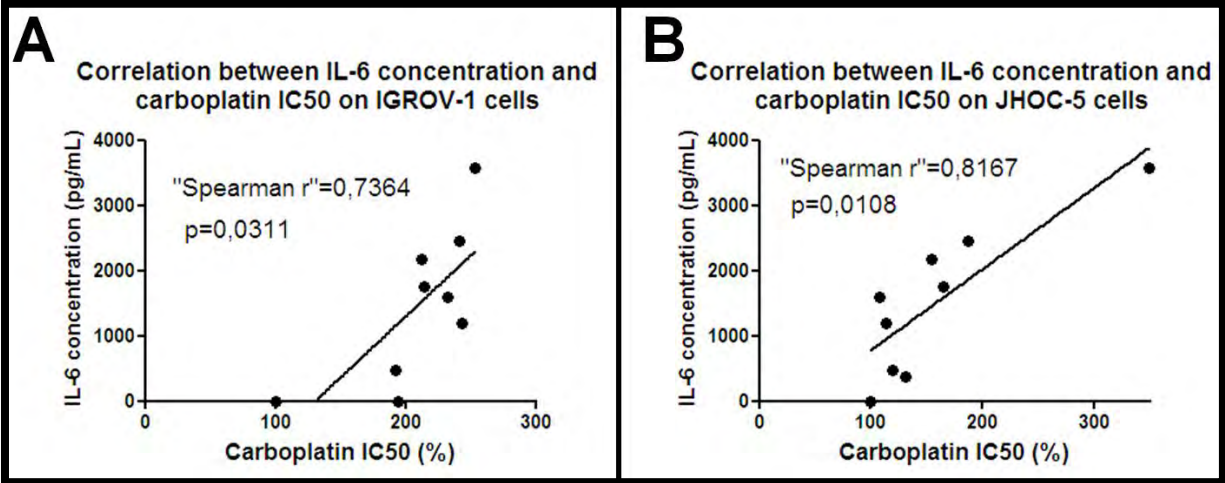 A
Correlation between IL-6 concentration and
carboplatin IC50 on IGROV-1 cells
IL-6 concentration (pg/mL)
4000
3000
2000
1000
0
"Spearman r"=0,7364
p=0,0311
0 100 200 300
Carboplatin IC50 (%)
B
Correlation between IL-6 concentration and
carboplatin IC50 on JHOC-5 cells
IL-6 concentration (pg/mL)
4000
3000
2000
1000
0
"Spearman r"=0,8167
p=0,0108
0 100 200 300
Carboplatin IC50 (%)